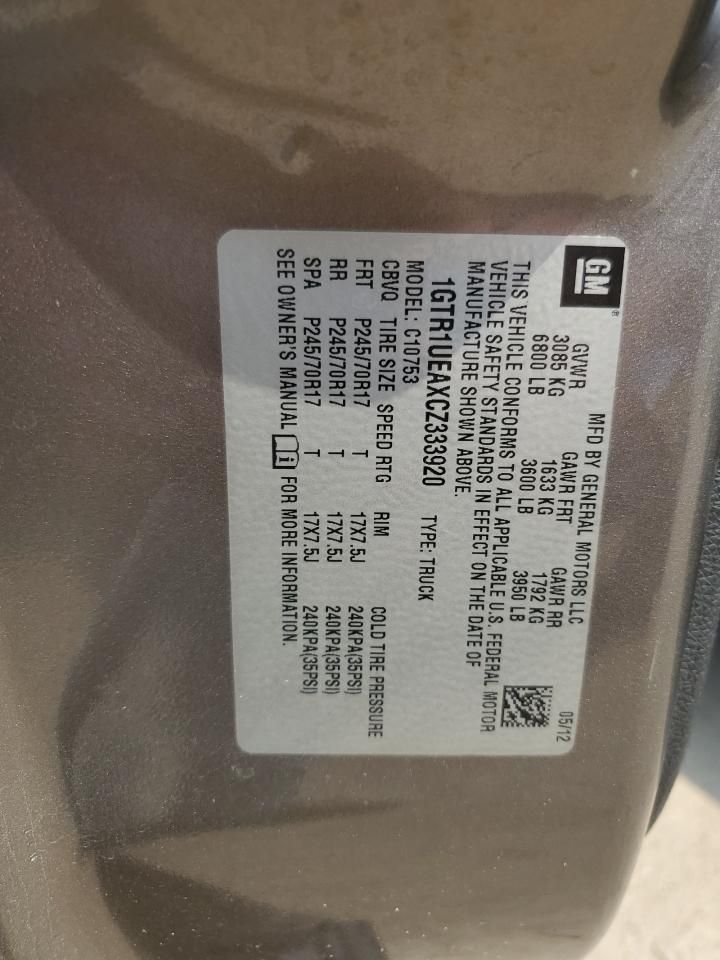 GM®
MFD BY GENERAL MOTORS LLC 05/12
GVWR GAWR FRT GAWR RR
3085 KG 1633 KG 1792 KG
6800 LB 3600 LB 3950 LB
THIS VEHICLE CONFORMS TO ALL APPLICABLE U.S. FEDERAL MOTOR
VEHICLE SAFETY STANDARDS IN EFFECT ON THE DATE OF
MANUFACTURE SHOWN ABOVE.
1GTR1UEAXCZ333920 TYPE: TRUCK
MODEL: C10753
CBVQ TIRE SIZE SPEED RTG RIM COLD TIRE PRESSURE
FRT P245/70R17 T 17X7.5J 240KPA(35PSI)
RR P245/70R17 T 17X7.5J 240KPA(35PSI)
SPA P245/70R17 T 17X7.5J 240KPA(35PSI)
SEE OWNER'S MANUAL i FOR MORE INFORMATION.